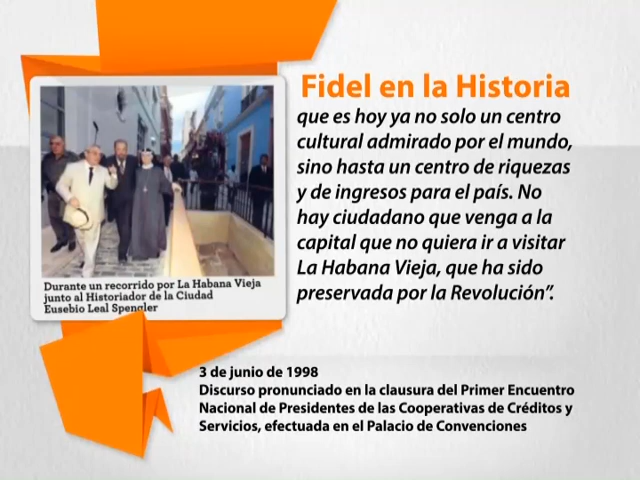 Fidel en la Historia
que es hoy ya no solo un centro
cultural admirado por el mundo,
sino hasta un centro de riquezas
y de ingresos para el país. No
hay ciudadano que venga a la
capital que no quiera ir a visitar
La Habana Vieja, que ha sido
preservada por la Revolución”.
Durante un recorrido por La Habana Vieja
junto al Historiador de la Ciudad
Eusebio Leal Spengler
3 de junio de 1998
Discurso pronunciado en la clausura del Primer Encuentro
Nacional de Presidentes de las Cooperativas de Créditos y
Servicios, efectuada en el Palacio de Convenciones